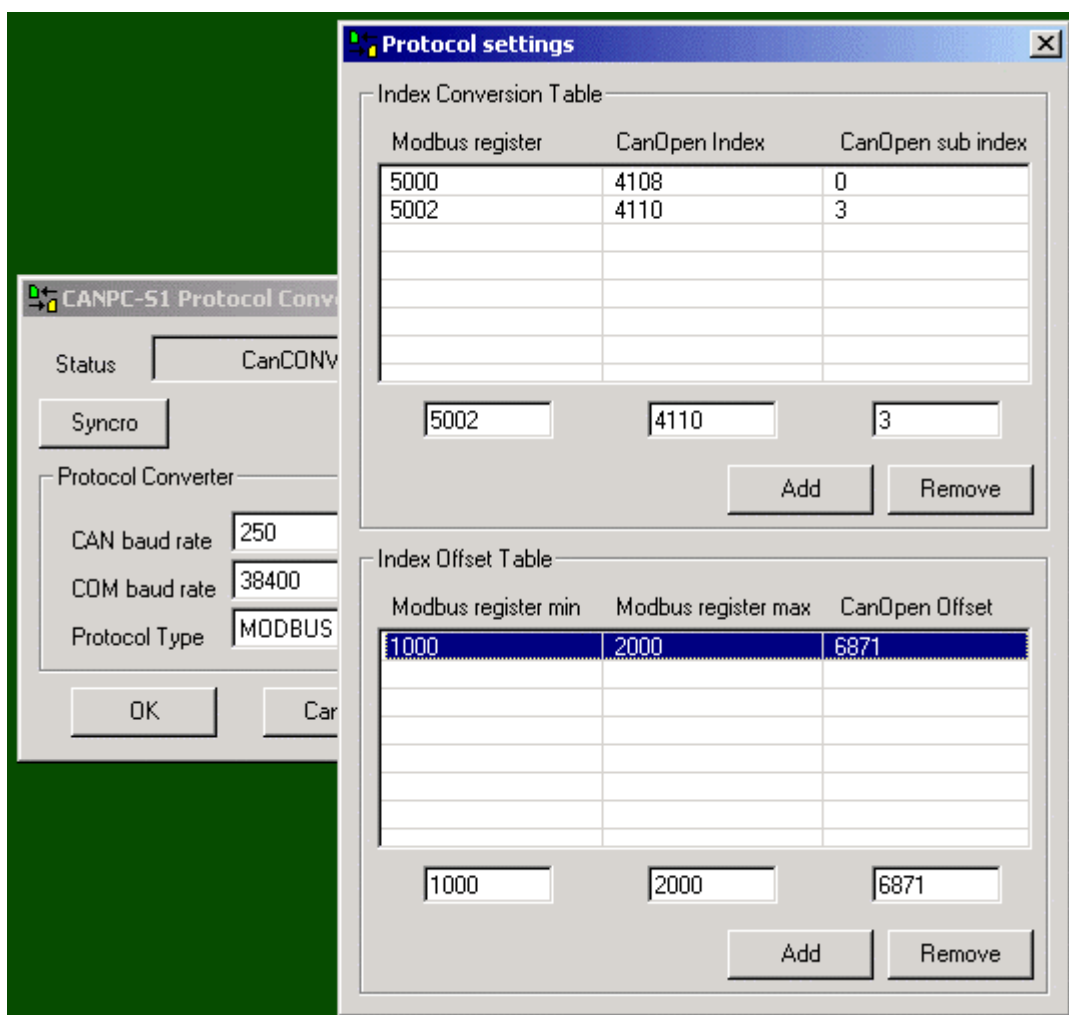 Protocol settings
Index Conversion Table
Modbus register CanOpen Index CanOpen sub index
5000 4108 0
5002 4110 3
5002 4110 3
Add Remove
Index Offset Table
Modbus register min Modbus register max CanOpen Offset
1000 2000 6871
1000 2000 6871
Add Remove
CANPC-S1 Protocol Conv
Status CanCONV
Syncro
Protocol Converter
CAN baud rate 250
COM baud rate 38400
Protocol Type MODBUS
OK Car